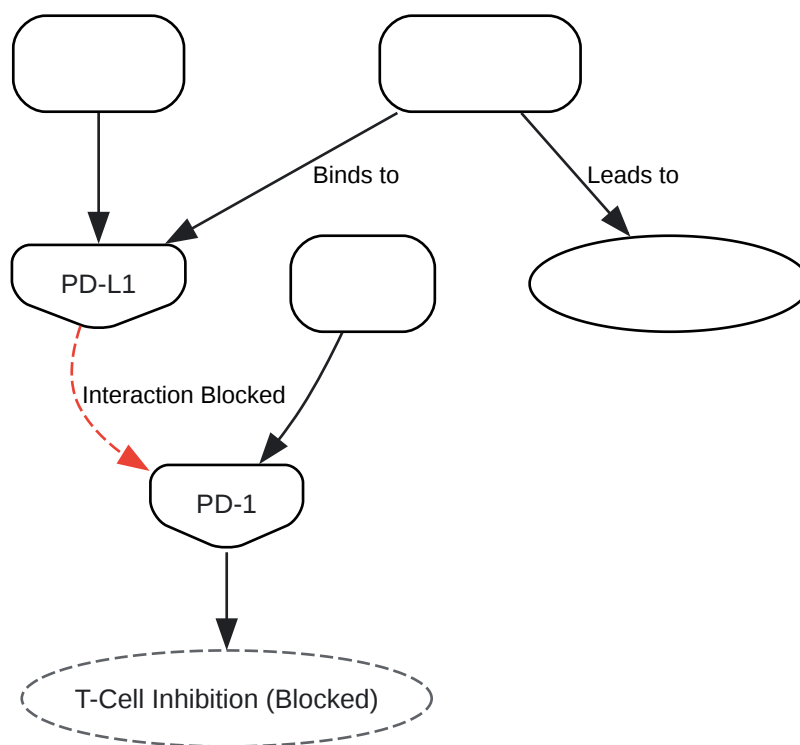 Binds to
Leads to
PD-L1
Interaction Blocked
PD-1
T-Cell Inhibition (Blocked)